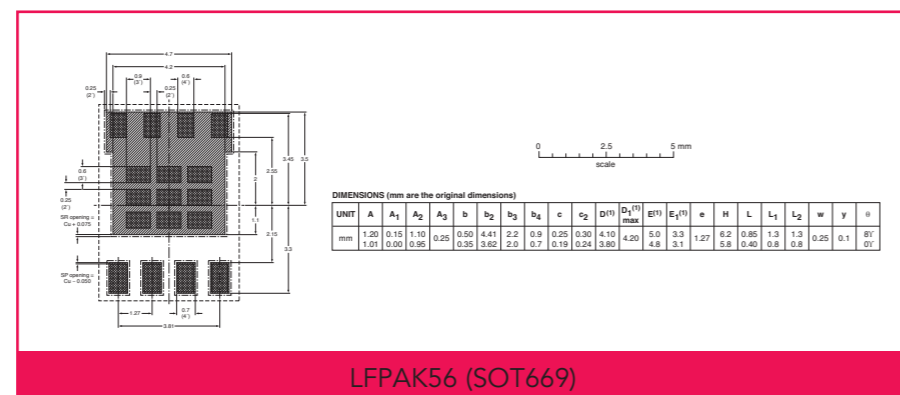 4.7
4.2
0.9
(3`)
0.6
(4`)
0.25
(2`)
0.25
(2`)
0.6
(3`)
0.25
(2`)
SR opening =
Cu + 0.075
SP opening =
Cu – 0.050
2
1.1
2.55
2.15
3.45
3.3
3.5
1.27
0.7
(4`)
3.81
0 2.5 5 mm
scale
DIMENSIONS (mm are the original dimensions)
UNIT A A1 A2 A3 b b2 b3 b4 c c2 D(1) D1(1) max E(1) E1(1) e H L L1 L2 w y θ
mm 1.20 0.15 1.10 0.25 0.50 4.41 2.2 0.9 0.25 0.30 4.10 4.20 5.0 3.3 1.27 6.2 0.85 1.3 1.3 0.25 0.1
1.01 0.00 0.95 0.35 3.62 2.0 0.7 0.19 0.24 3.80 4.8 3.1 5.8 0.40 0.8 0.8
LFPAK56 (SOT669)